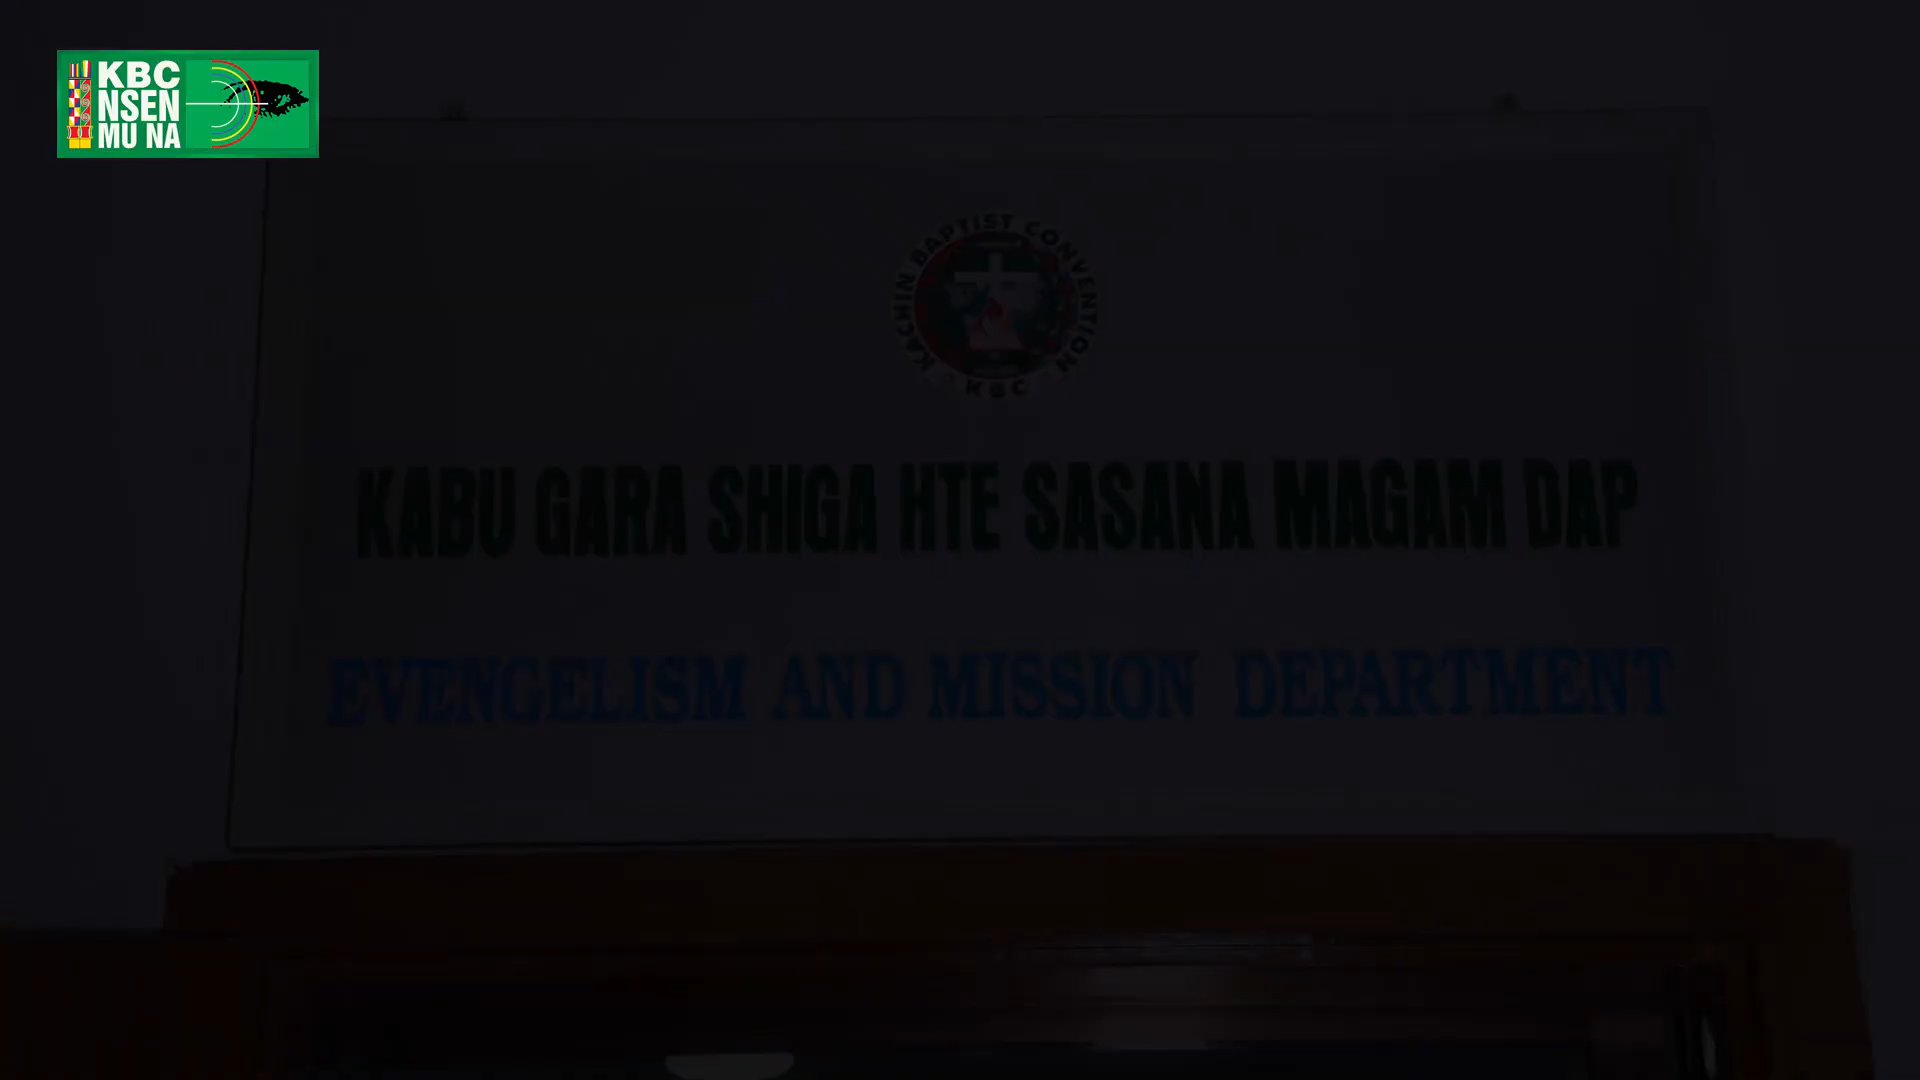 KBC
NSEN
MU NA
KACHIN BAPTIST CONVENTION
KBC
KABU GARA SHIGA HTE SASANA MAGAM DAP
EVENGELISM AND MISSION DEPARTMENT